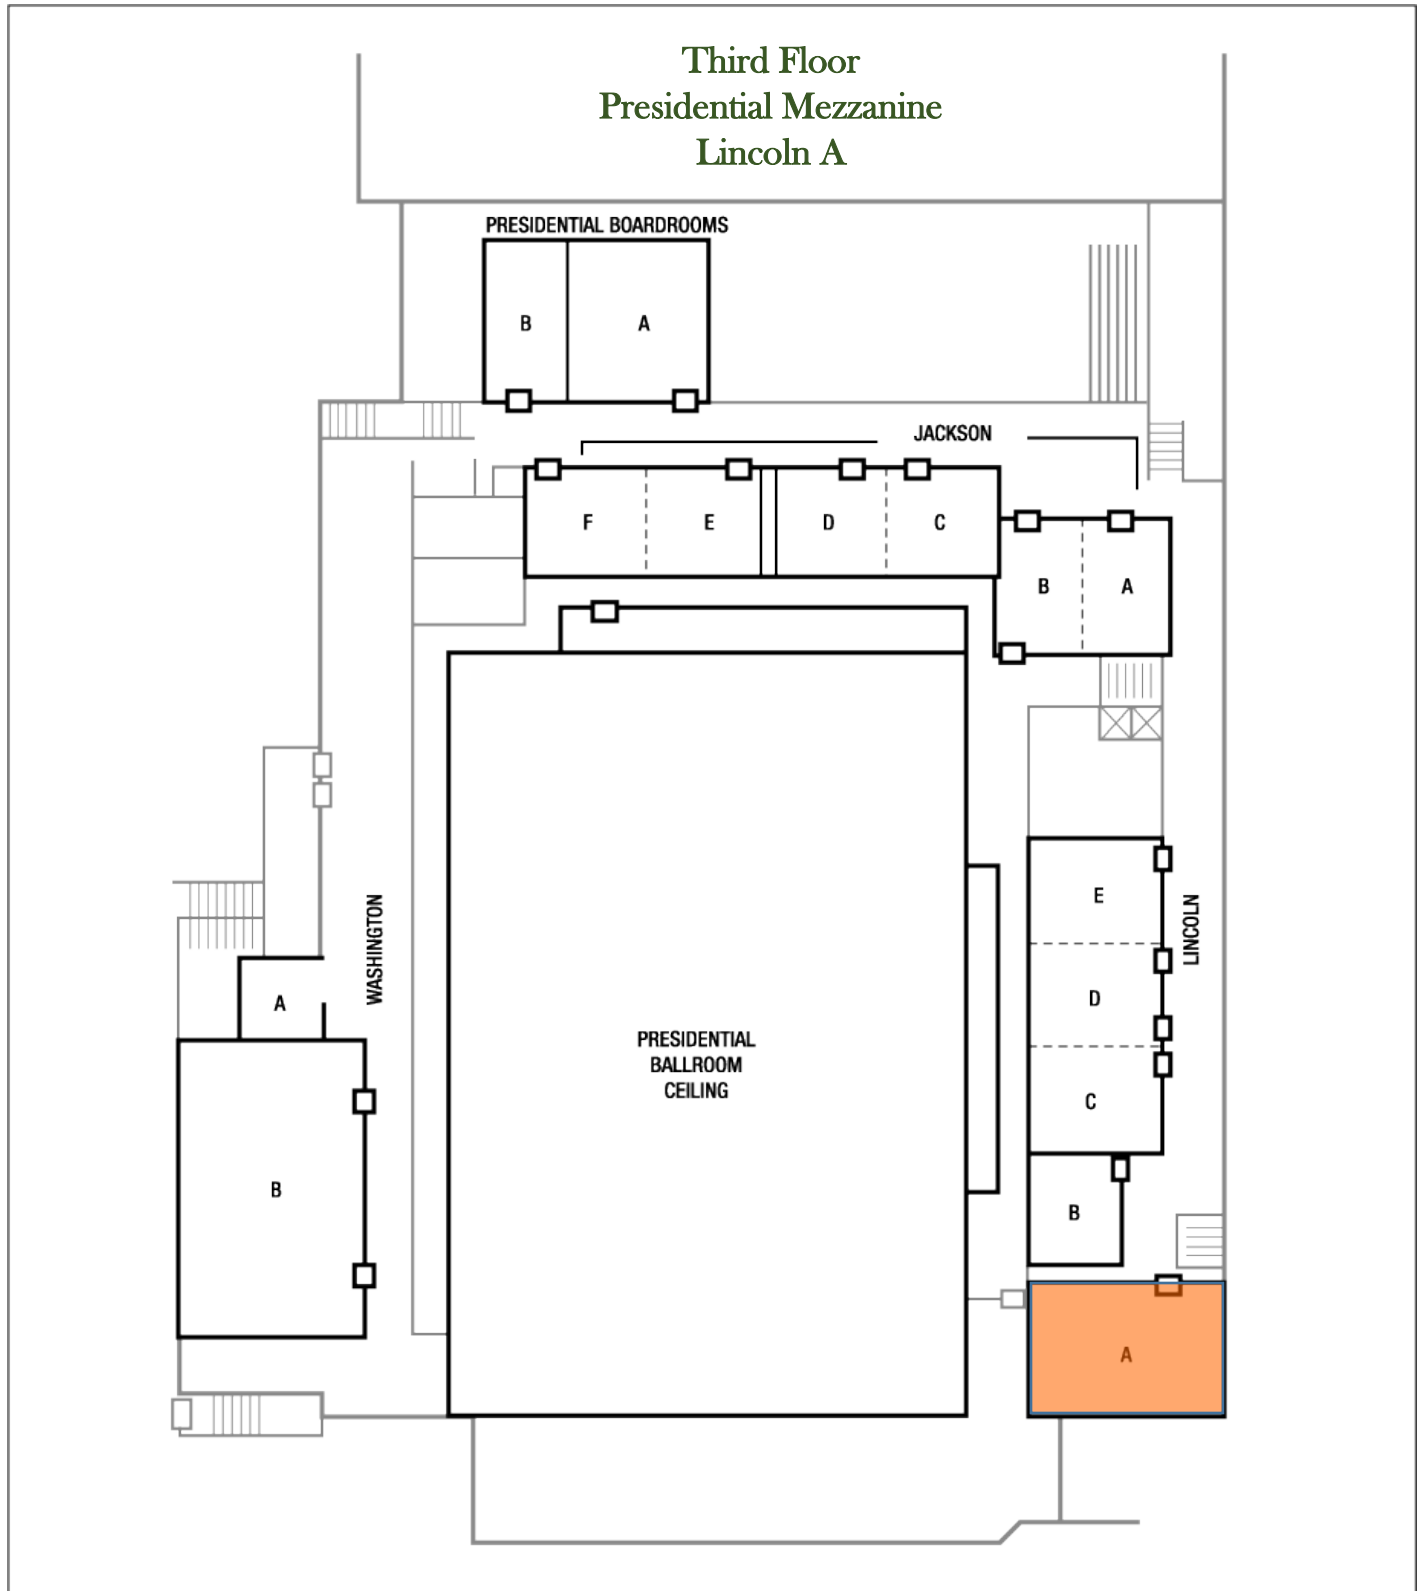 Third Floor
Presidential Mezzanine
Lincoln A
PRESIDENTIAL BOARDROOMS
B A
JACKSON
F E D C
B A
E
LINCOLN
WASHINGTON
D
A
PRESIDENTIAL
BALLROOM
CEILING
C
B
B
A